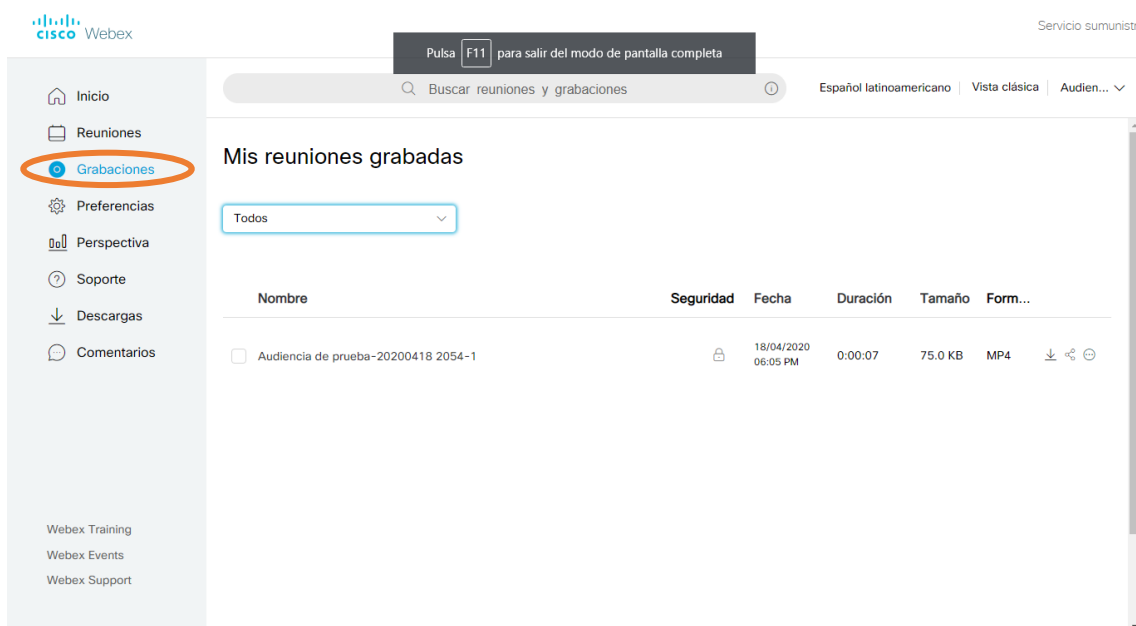 cisco Webex
Servicio sumunistr
Pulsa F11 para salir del modo de pantalla completa
Buscar reuniones y grabaciones
Español latinoamericano
Vista clásica
Audien...
Inicio
Reuniones
Grabaciones
Preferencias
Perspectiva
Soporte
Descargas
Comentarios
Webex Training
Webex Events
Webex Support
Mis reuniones grabadas
Todos
Nombre Seguridad Fecha Duración Tamaño Form...
Audiencia de prueba-20200418 2054-1 18/04/2020 0:00:07 75.0 KB MP4
06:05 PM